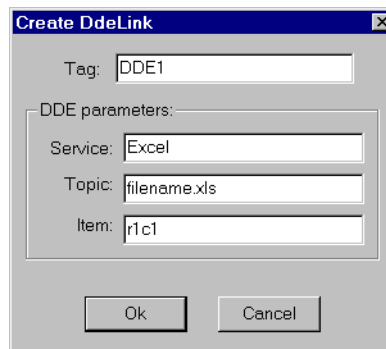 Create DdeLink
Tag: DDE1
DDE parameters:
Service: Excel
Topic: filename.xls
Item: r1c1
Ok Cancel